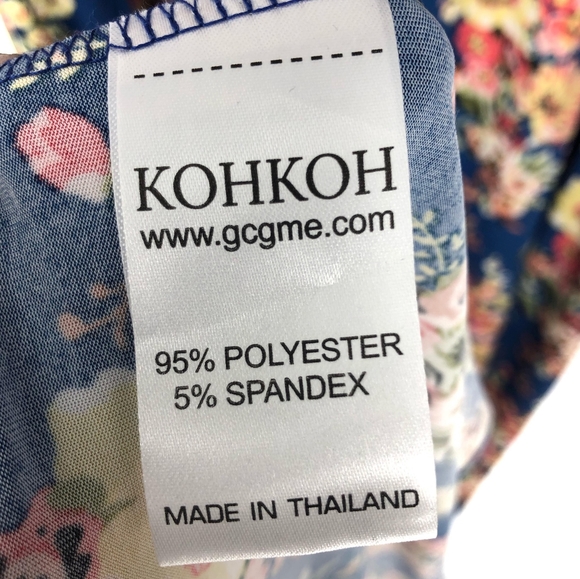 KOHKOH
www.gcgme.com
95% POLYESTER
5% SPANDEX
MADE IN THAILAND